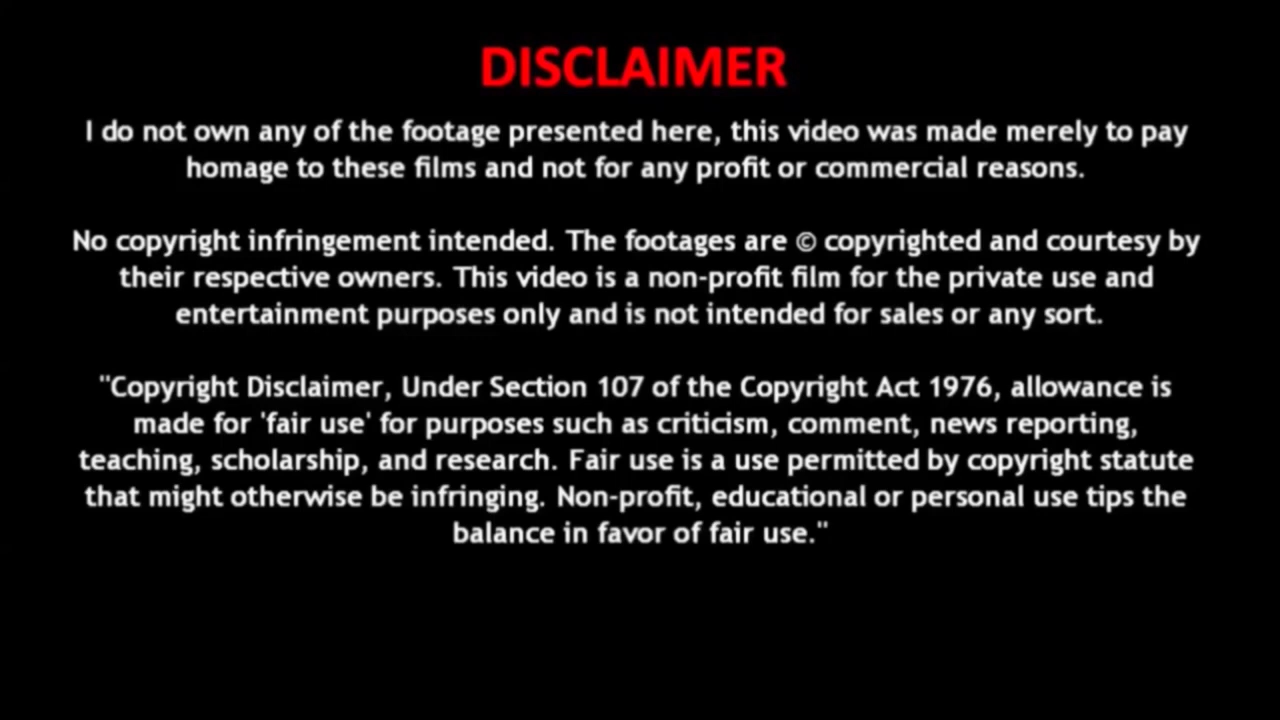 DISCLAIMER
I do not own any of the footage presented here, this video was made merely to pay
homage to these films and not for any profit or commercial reasons.
No copyright infringement intended. The footages are © copyrighted and courtesy by
their respective owners. This video is a non-profit film for the private use and
entertainment purposes only and is not intended for sales or any sort.
"Copyright Disclaimer, Under Section 107 of the Copyright Act 1976, allowance is
made for 'fair use' for purposes such as criticism, comment, news reporting,
teaching, scholarship, and research. Fair use is a use permitted by copyright statute
that might otherwise be infringing. Non-profit, educational or personal use tips the
balance in favor of fair use."